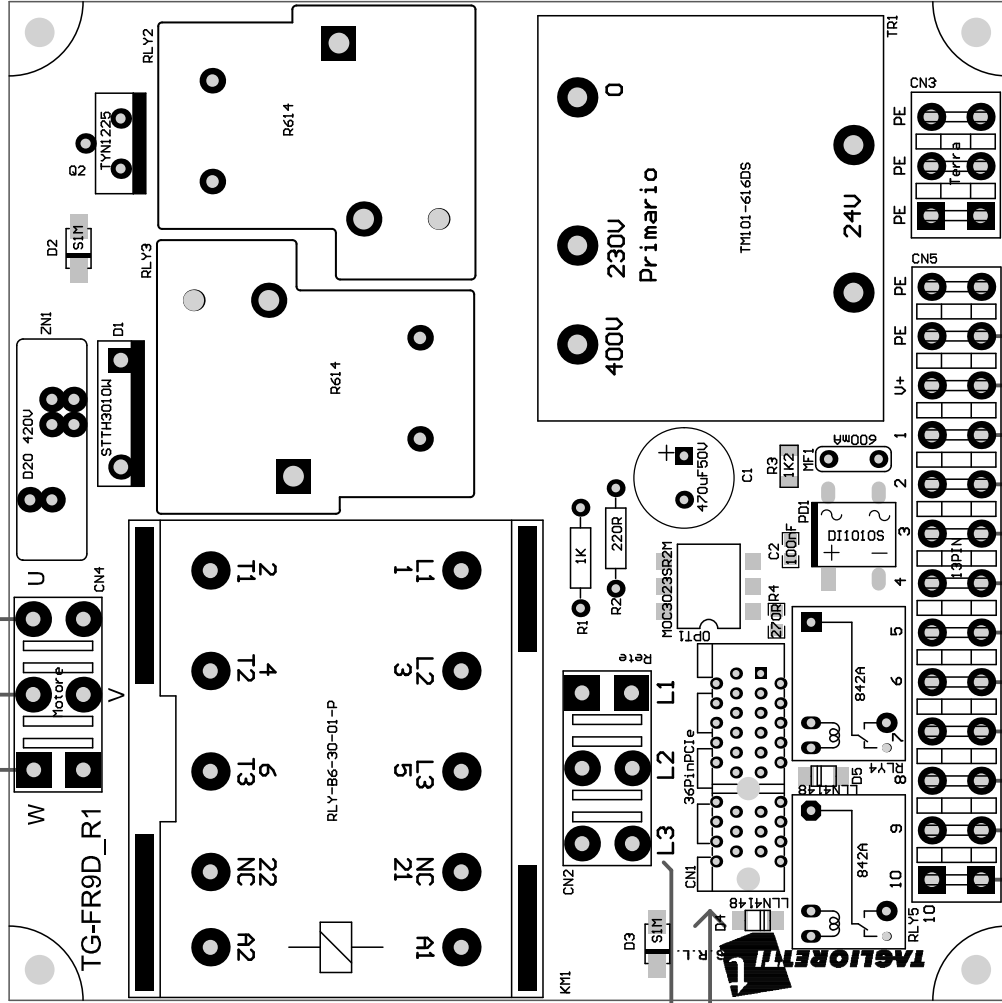 RLY2
R614
TR1
O
230V
400V
Primario
TM101-616DS
24V
CN3
PE
PE
PE
Terra
Q2
TYN1225
D2
S1M
RLY3
R614
ZN1
D20 420V
D1
STTH3010W
CN5
PE
PE
V+
1
2
3
4
5
6
7
8
9
10
10
13PIN
C1
+
470uF50V
R3
1K2
MF1
600mA
PD1
DI1010S
+
-
C2
100nF
R1
1K
R2
220R
MOC3023SR2M
OPT1
R4
270R
U
V
W
CN4
Motore
2
T1
4
T2
6
T3
22
NC
A2
L1
1
L2
3
L3
5
NC
21
A1
RLY-B6-30-01-P
KM1
Rete
L1
L2
L3
CN2
36PinPCIe
CN1
842A
RLY4
D5
LLN4148
842A
RLY5
D4
LLN4148
D3
S1M
TG-FR9D_R1
TAGLIORETTI
S.R.L.
t